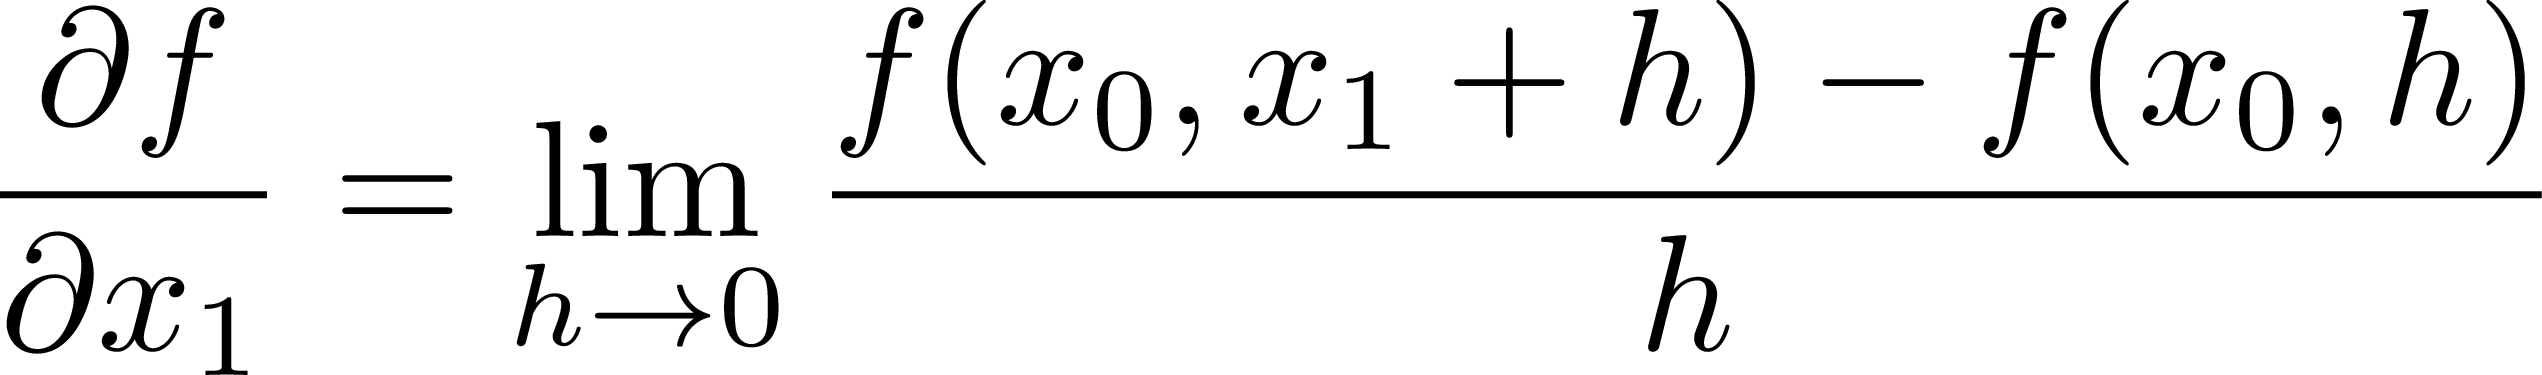 ∂f/∂x₁ = lim_{h→0} (f(x₀, x₁ + h) − f(x₀, h))/h